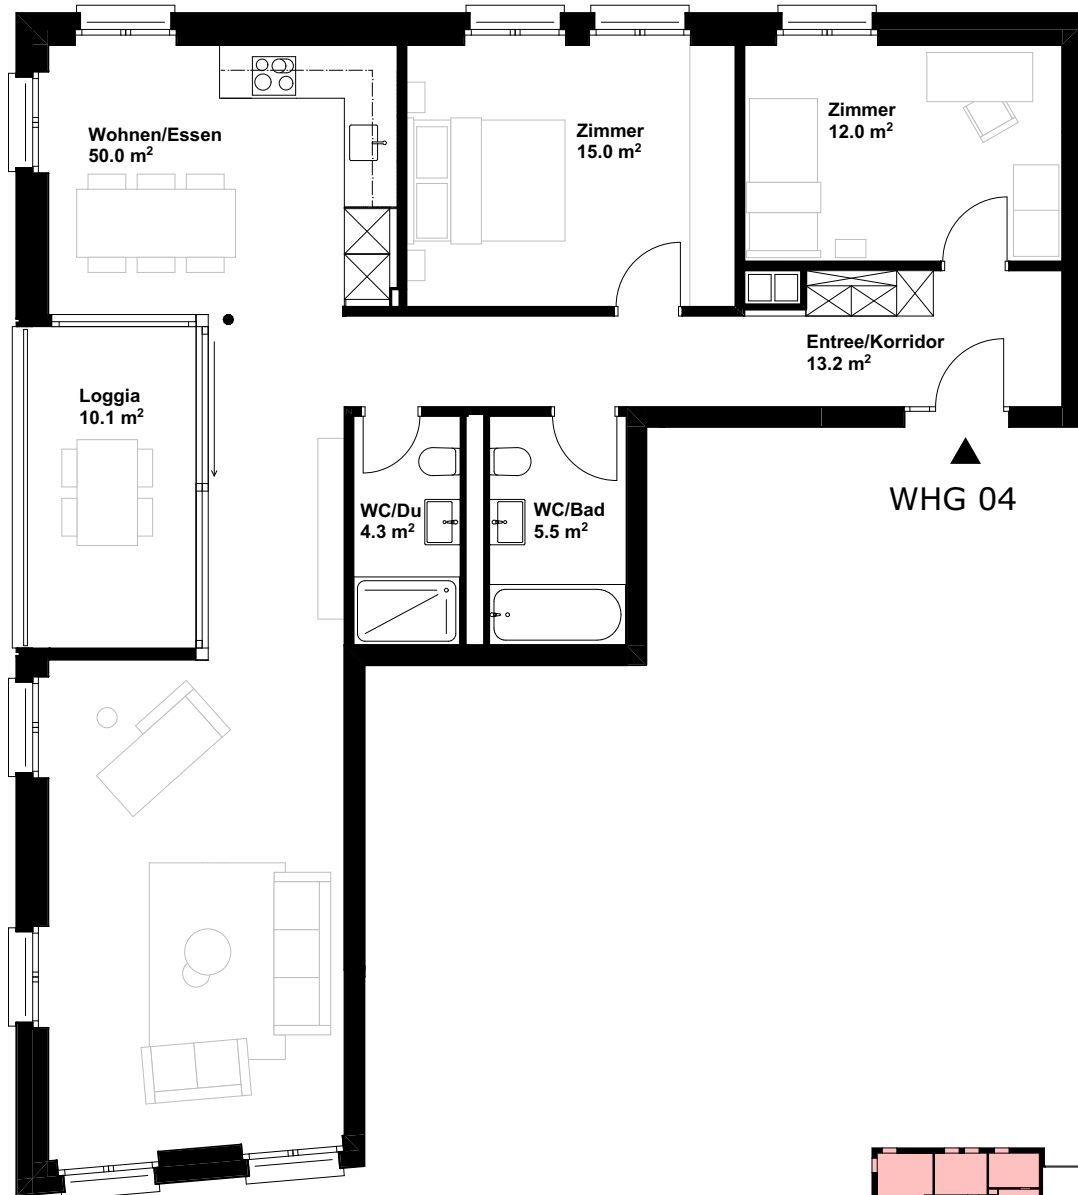 Wohnen/Essen
50.0 m²
Zimmer
15.0 m²
Zimmer
12.0 m²
Entree/Korridor
13.2 m²
Loggia
10.1 m²
WHG 04
WC/Du
4.3 m²
WC/Bad
5.5 m²